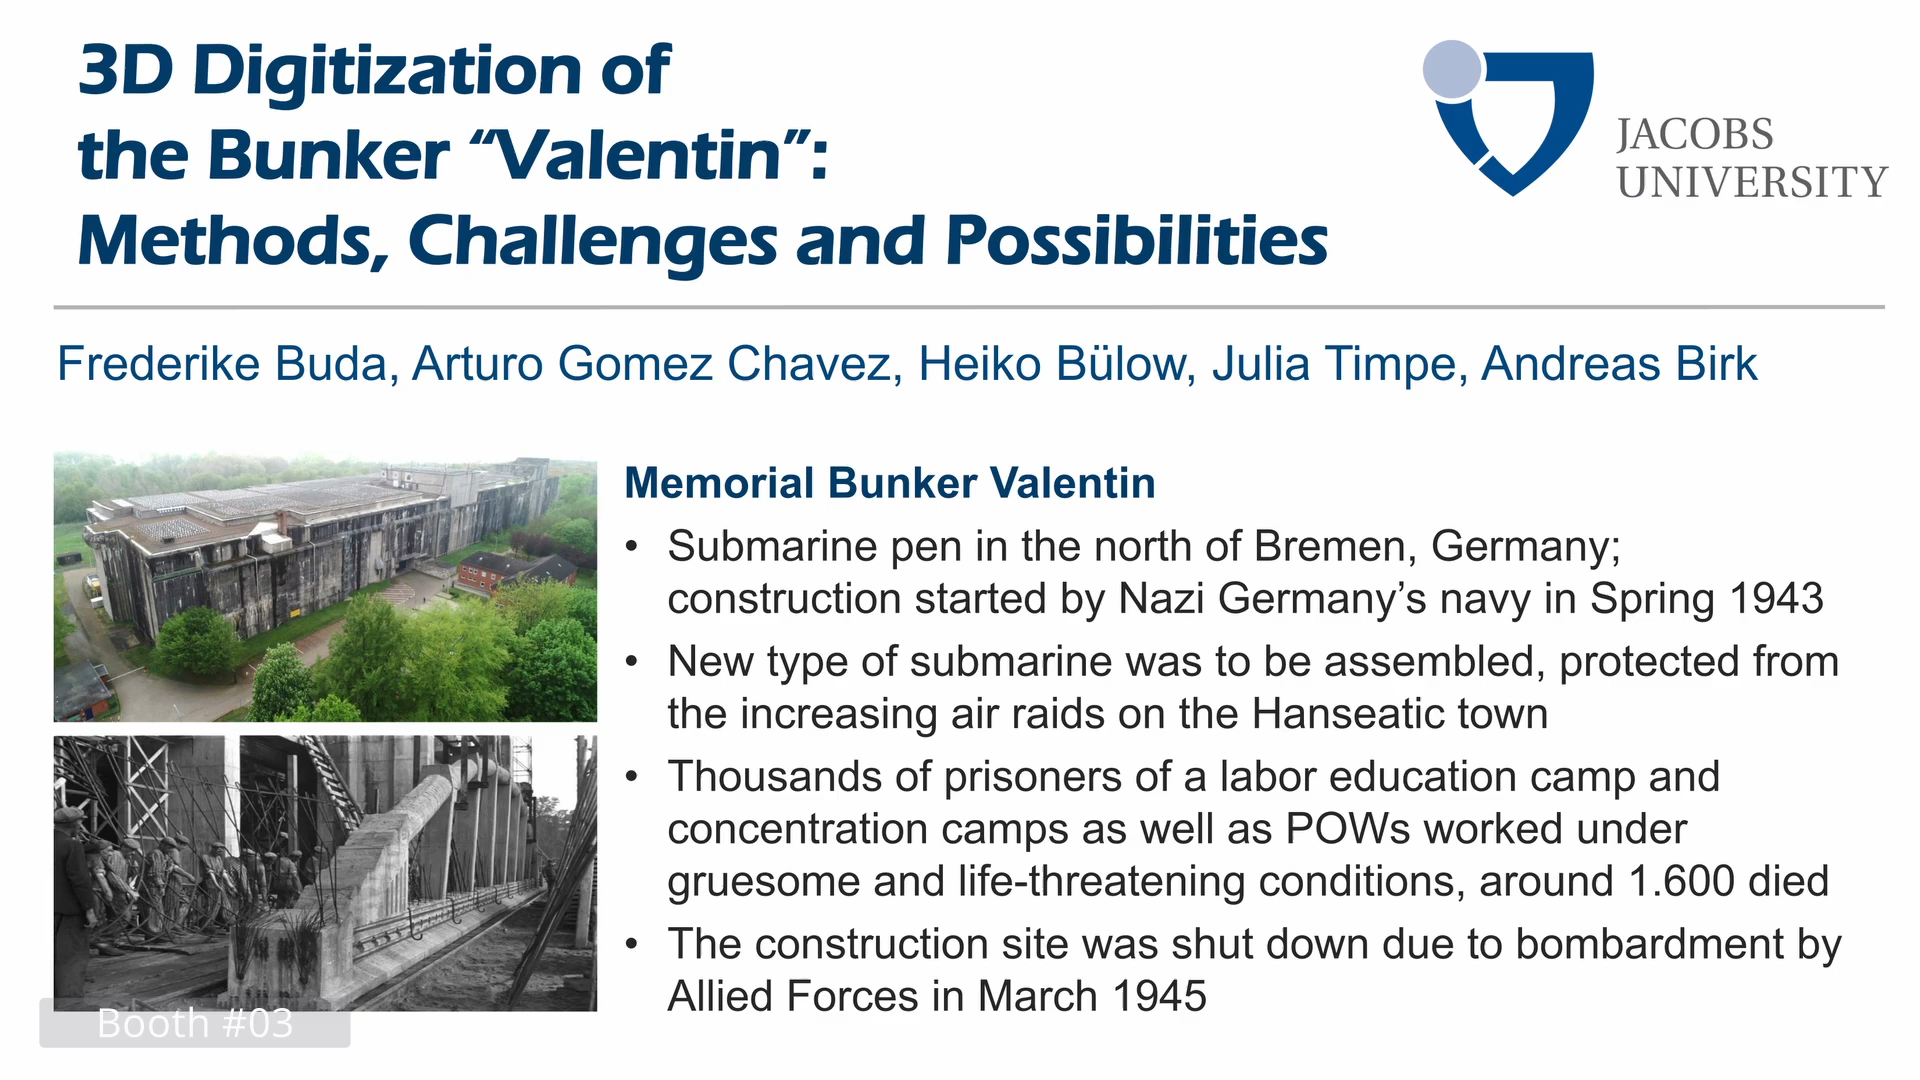 3D Digitization of
the Bunker “Valentin”:
Methods, Challenges and Possibilities
JACOBS
UNIVERSITY
Frederike Buda, Arturo Gomez Chavez, Heiko Bülow, Julia Timpe, Andreas Birk
Memorial Bunker Valentin
• Submarine pen in the north of Bremen, Germany;
construction started by Nazi Germany’s navy in Spring 1943
• New type of submarine was to be assembled, protected from
the increasing air raids on the Hanseatic town
• Thousands of prisoners of a labor education camp and
concentration camps as well as POWs worked under
gruesome and life-threatening conditions, around 1.600 died
• The construction site was shut down due to bombardment by
Allied Forces in March 1945
Booth #03